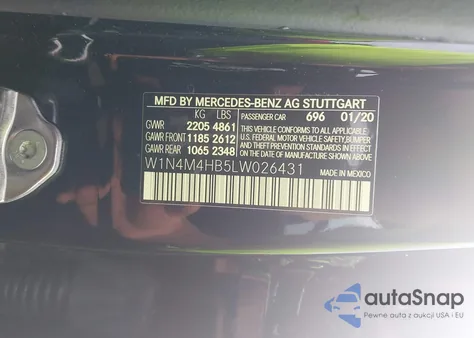 MFD BY MERCEDES-BENZ AG STUTTGART
KG LBS PASSENGER CAR 696 01/20
GVWR 2205 4861 THIS VEHICLE CONFORMS TO ALL
GAWR FRONT 1185 2612 APPLICABLE U.S. FEDERAL MOTOR
VEHICLE SAFETY/BUMPER
GAWR REAR 1065 2348 AND THEFT PREVENTION STANDARDS
IN EFFECT ON THE DATE OF
MANUFACTURE SHOWN ABOVE
W1N4M4HB5LW026431
MADE IN MEXICO
autoSnap
Pewne auta z aukcji USA i EU